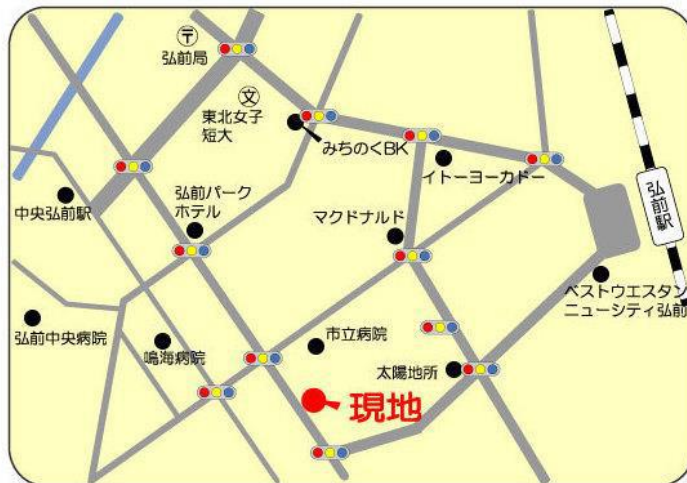 〒
弘前局
文
東北女子
短大
みちのくBK
イトーヨーカドー
弘前駅
中央弘前駅
弘前パーク
ホテル
マクドナルド
ベストウエスタン
ニューシティ弘前
弘前中央病院
鳴海病院
市立病院
太陽地所
現地